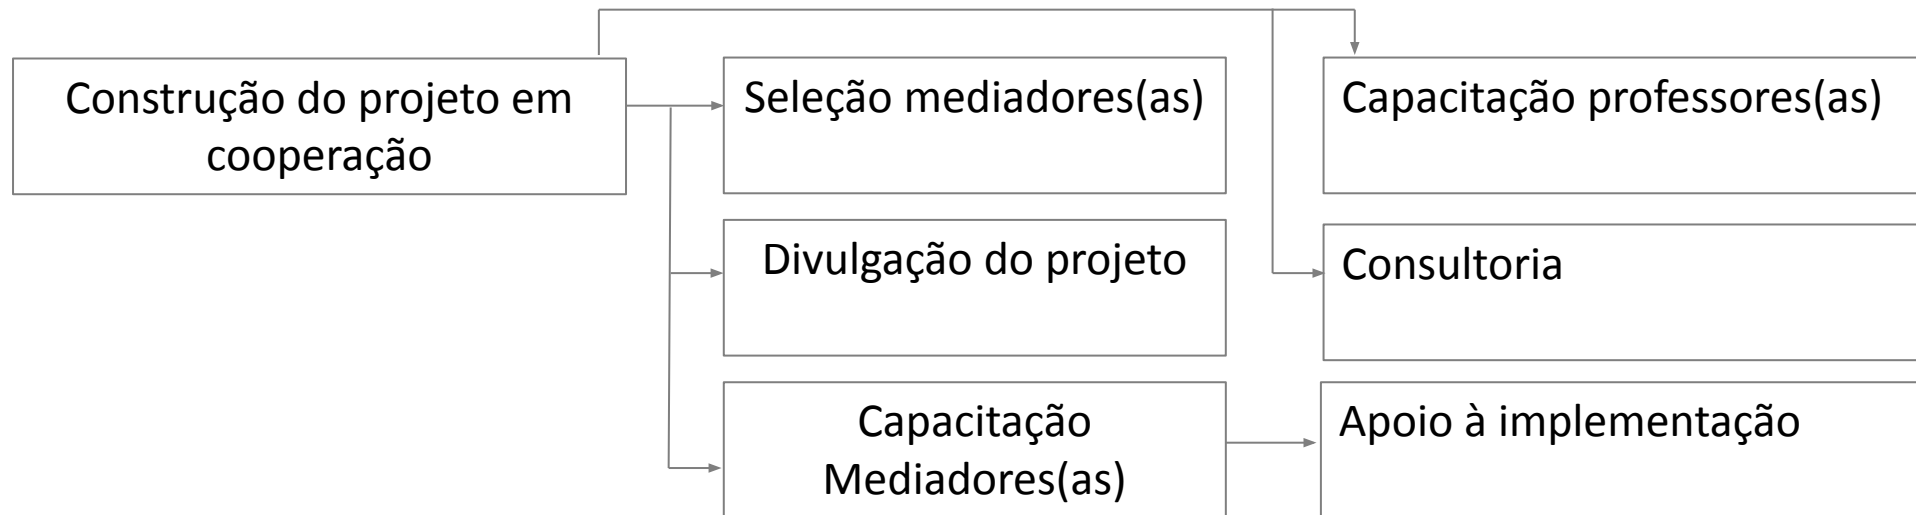 Construção do projeto em
cooperação
Seleção mediadores(as)
Capacitação professores(as)
Divulgação do projeto
Consultoria
Capacitação
Mediadores(as)
Apoio à implementação